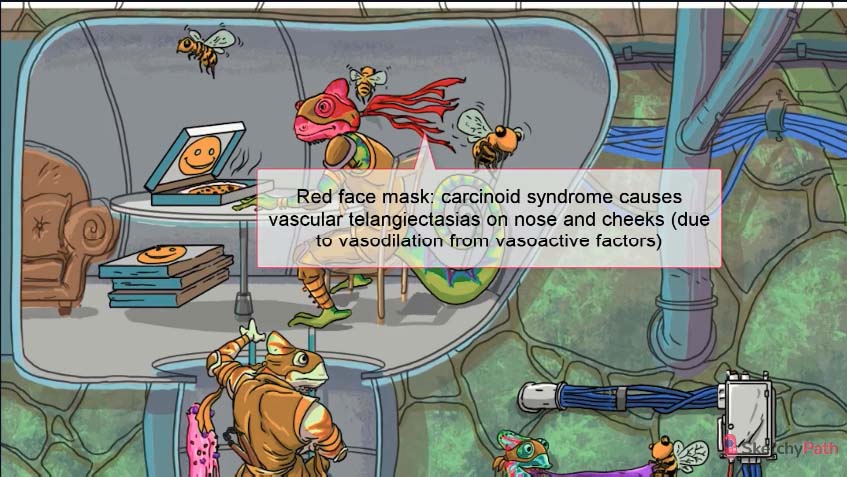 Red face mask: carcinoid syndrome causes
vascular telangiectasias on nose and cheeks (due
to vasodilation from vasoactive factors)
SketchyPath